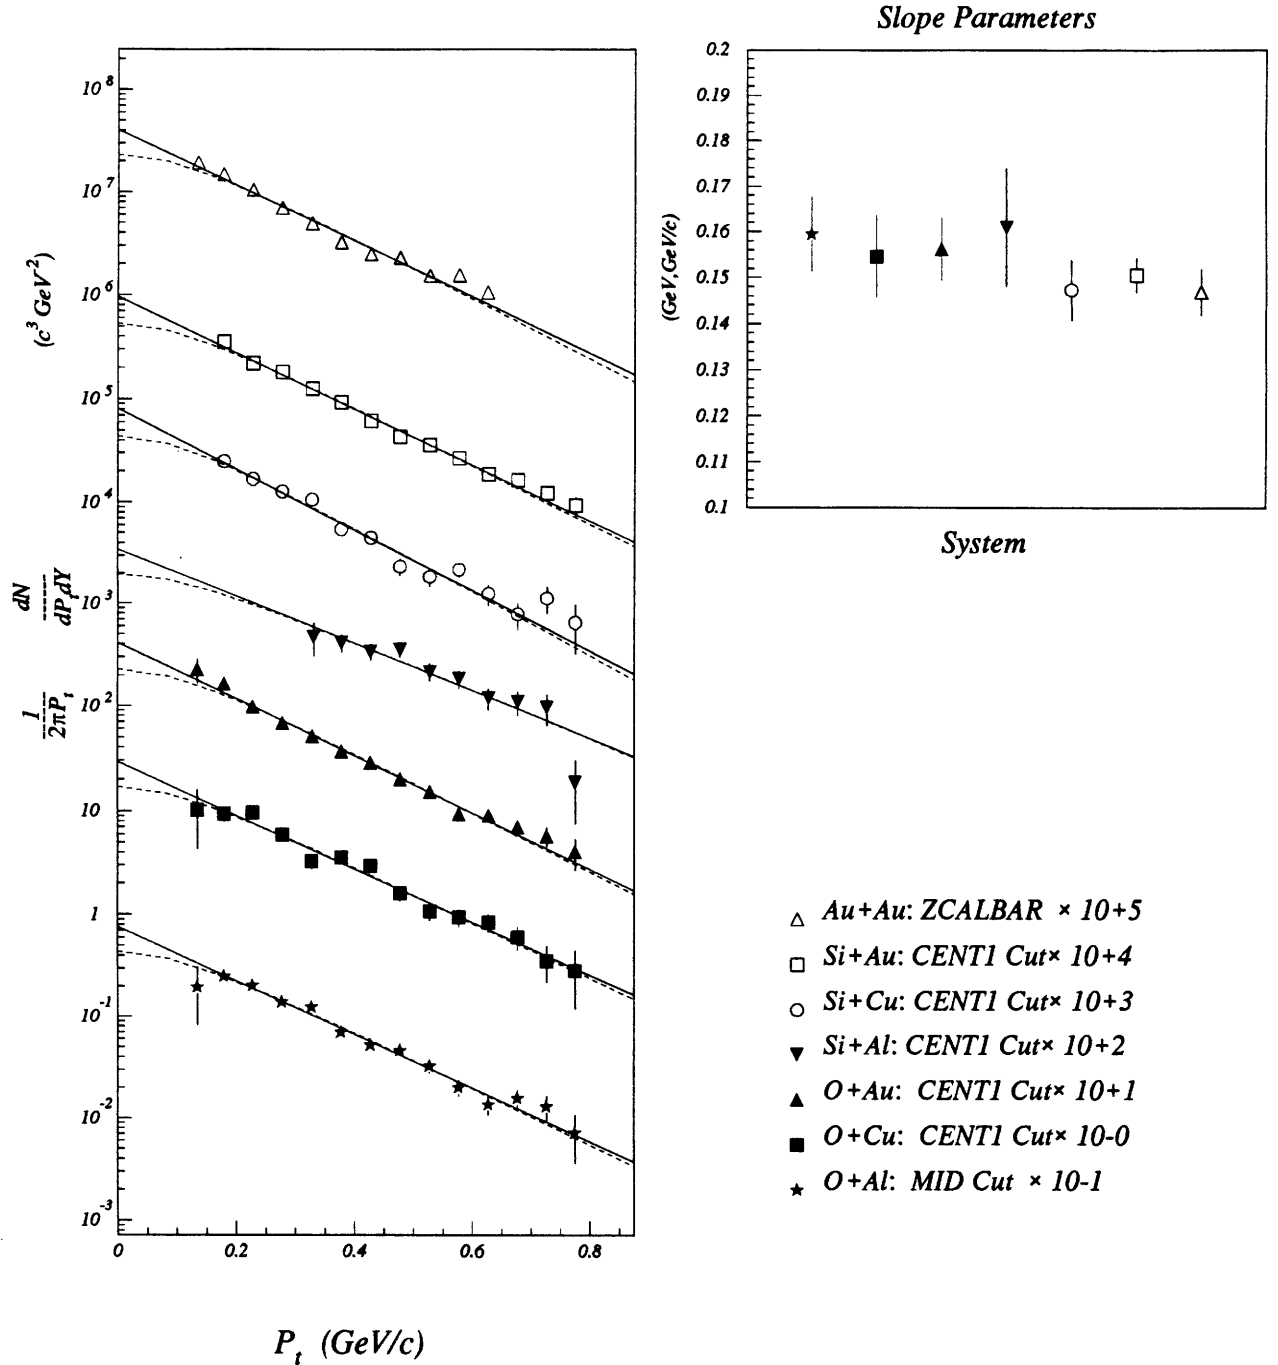 Slope Parameters
10^8
10^7
10^6
10^5
10^4
10^3
10^2
10
1
10^-1
10^-2
10^-3
0 0.2 0.4 0.6 0.8
P_t (GeV/c)
1 dN
2πP_t dP_tdY
(c^3 GeV^-2)
0.2
0.19
0.18
0.17
0.16
0.15
0.14
0.13
0.12
0.11
0.1
(GeV,GeV/c)
System
Au+Au: ZCALBAR × 10+5
Si+Au: CENT1 Cut× 10+4
Si+Cu: CENT1 Cut× 10+3
Si+Al: CENT1 Cut× 10+2
O+Au: CENT1 Cut× 10+1
O+Cu: CENT1 Cut× 10-0
O+Al: MID Cut × 10-1